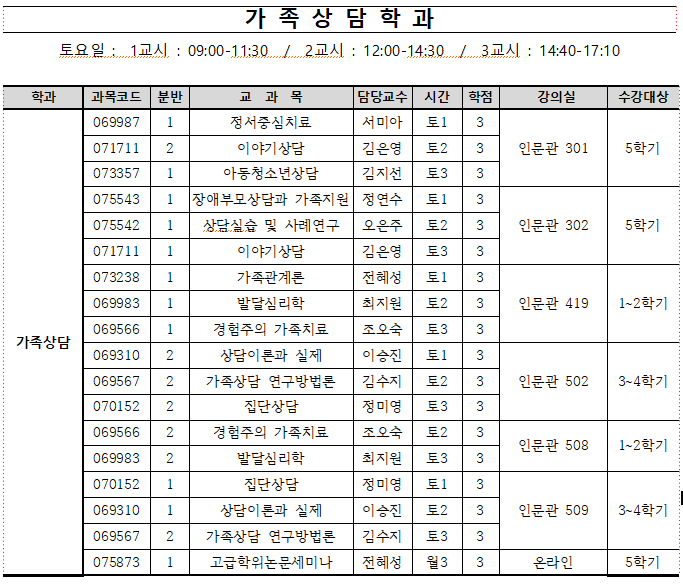 가 족 상 담 학 과
토요일 : 1교시 : 09:00-11:30 / 2교시 : 12:00-14:30 / 3교시 : 14:40-17:10
학과 과목코드 분반 교 과 목 담당교수 시간 학점 강의실 수강대상
069987 1 정서중심치료 서미아 토1 3
071711 2 이야기상담 김은영 토2 3 인문관 301 5학기
073357 1 아동청소년상담 김지선 토3 3
075543 1 장애부모상담과 가족지원 정연수 토1 3
075542 1 상담실습 및 사례연구 오은주 토2 3 인문관 302 5학기
071711 1 이야기상담 김은영 토3 3
073238 1 가족관계론 전혜성 토1 3
069983 1 발달심리학 최지원 토2 3 인문관 419 1~2학기
069566 1 경험주의 가족치료 조오숙 토3 3
가족상담
069310 2 상담이론과 실제 이승진 토1 3
069567 2 가족상담 연구방법론 김수지 토2 3 인문관 502 3~4학기
070152 2 집단상담 정미영 토3 3
069566 2 경험주의 가족치료 조오숙 토2 3 인문관 508 1~2학기
069983 2 발달심리학 최지원 토3 3
070152 1 집단상담 정미영 토1 3
069310 1 상담이론과 실제 이승진 토2 3 인문관 509 3~4학기
069567 2 가족상담 연구방법론 김수지 토3 3
075873 1 고급학위논문세미나 전혜성 월3 3 온라인 5학기